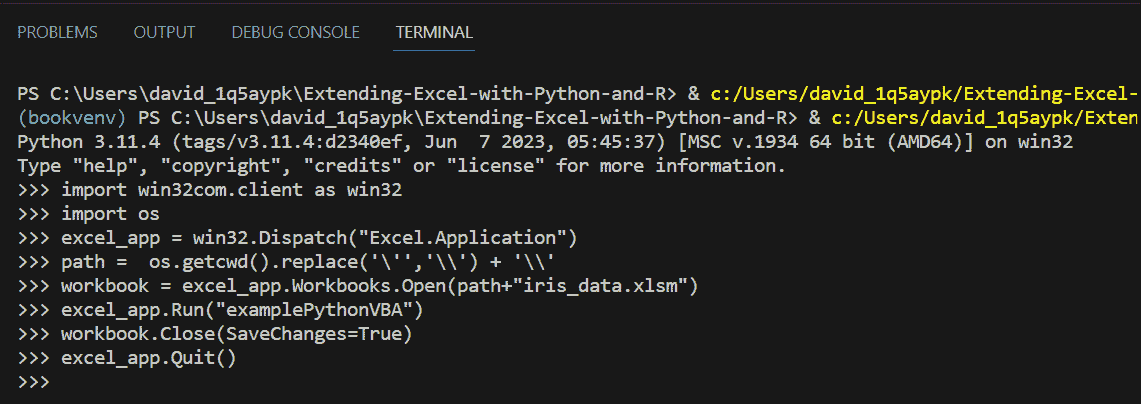 PROBLEMS OUTPUT DEBUG CONSOLE TERMINAL
PS C:\Users\david_1q5aypk\Extending-Excel-with-Python-and-R> & c:/Users/david_1q5aypk/Extending-Excel-
(bookvenv) PS C:\Users\david_1q5aypk\Extending-Excel-with-Python-and-R> & c:/Users/david_1q5aypk/Exten
Python 3.11.4 (tags/v3.11.4:d2340ef, Jun  7 2023, 05:45:37) [MSC v.1934 64 bit (AMD64)] on win32
Type "help", "copyright", "credits" or "license" for more information.
>>> import win32com.client as win32
>>> import os
>>> excel_app = win32.Dispatch("Excel.Application")
>>> path =  os.getcwd().replace('\'','\\') + '\\'
>>> workbook = excel_app.Workbooks.Open(path+"iris_data.xlsm")
>>> excel_app.Run("examplePythonVBA")
>>> workbook.Close(SaveChanges=True)
>>> excel_app.Quit()
>>>